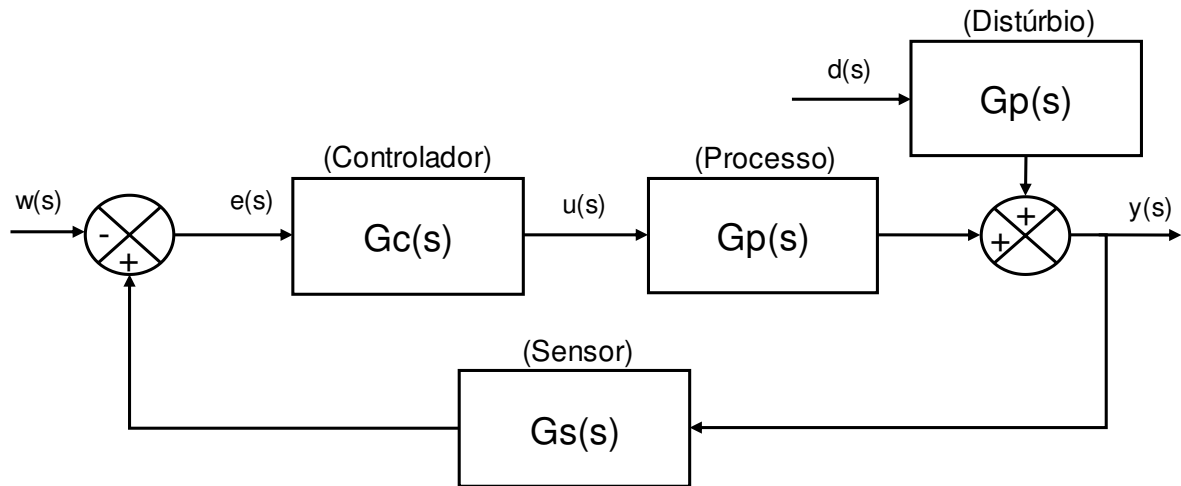 (Distúrbio)
d(s)
Gp(s)
(Controlador)
(Processo)
w(s)
-
+
e(s)
Gc(s)
u(s)
Gp(s)
+
+
y(s)
(Sensor)
Gs(s)